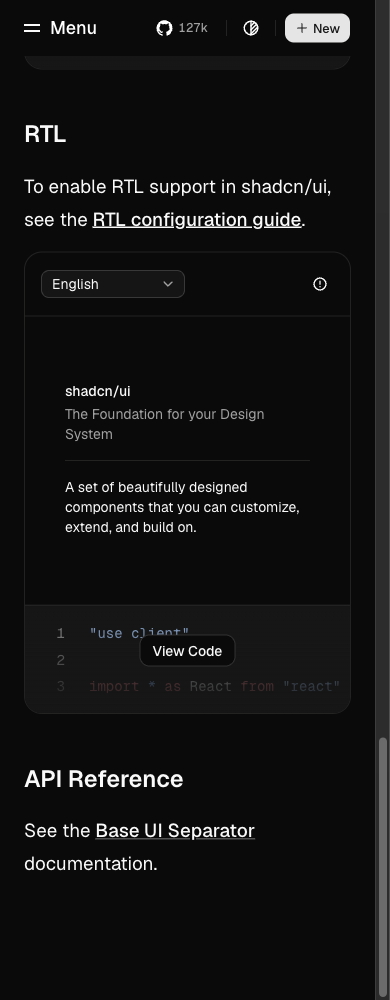 Menu
127k
New
RTL
To enable RTL support in shadcn/ui,
see the RTL configuration guide.
English
shadcn/ui
The Foundation for your Design
System
A set of beautifully designed
components that you can customize,
extend, and build on.
1 "use client"
View Code
2
3 import * as React from "react"
API Reference
See the Base UI Separator
documentation.